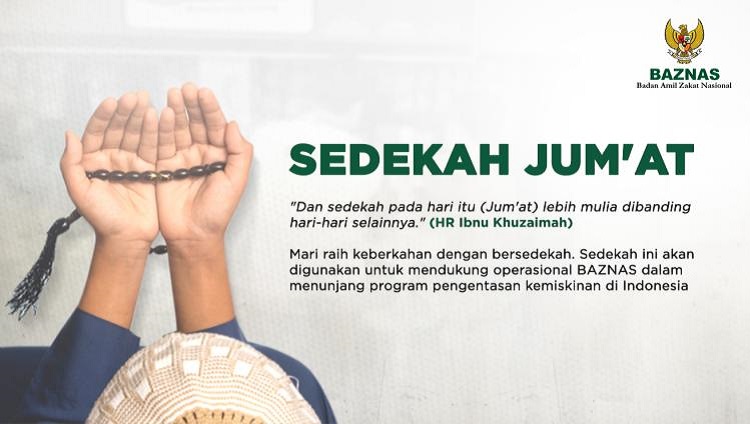 BAZNAS
Badan Amil Zakat Nasional
SEDEKAH JUM'AT
"Dan sedekah pada hari itu (Jum'at) lebih mulia dibanding
hari-hari selainnya." (HR Ibnu Khuzaimah)
Mari raih keberkahan dengan bersedekah. Sedekah ini akan
digunakan untuk mendukung operasional BAZNAS dalam
menunjang program pengentasan kemiskinan di Indonesia